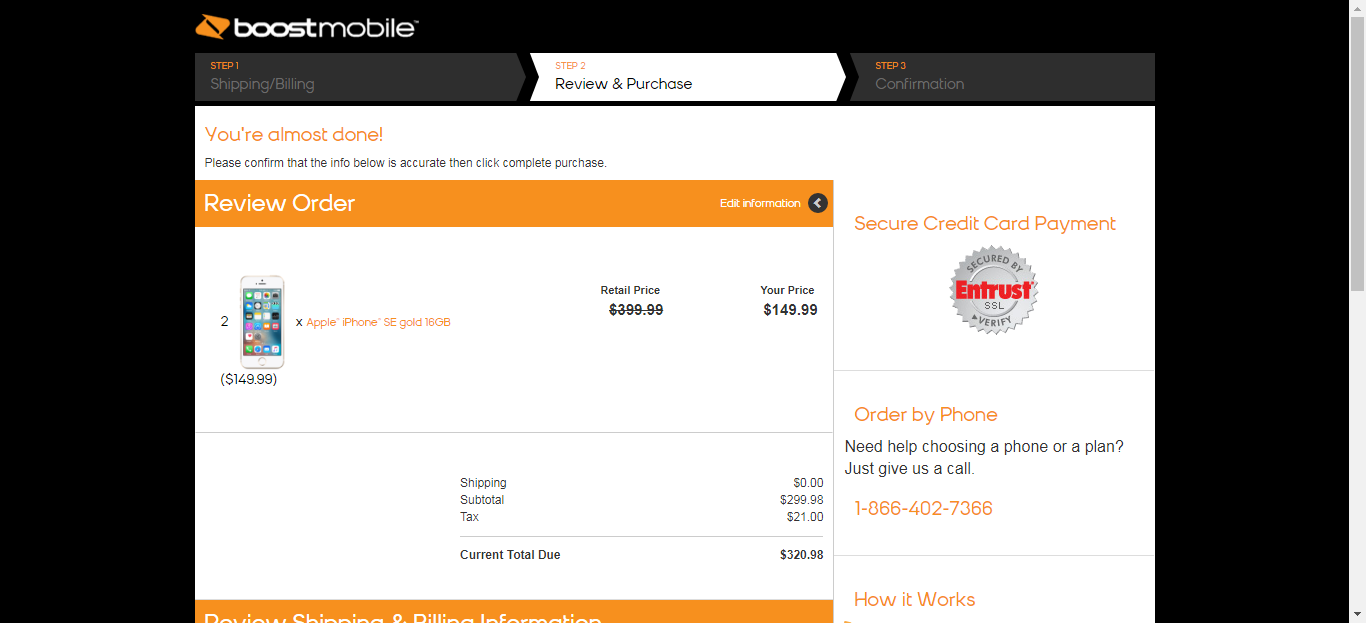 boostmobile™
STEP 1
Shipping/Billing
STEP 2
Review & Purchase
STEP 3
Confirmation
You're almost done!
Please confirm that the info below is accurate then click complete purchase.
Review Order
Edit information
Retail Price
Your Price
$399.99
$149.99
2
x Apple® iPhone® SE gold 16GB
($149.99)
Shipping $0.00
Subtotal $299.98
Tax $21.00
Current Total Due $320.98
Review Shipping & Billing Information
Secure Credit Card Payment
SECURED BY
Entrust
SSL
VERIFY
Order by Phone
Need help choosing a phone or a plan?
Just give us a call.
1-866-402-7366
How it Works